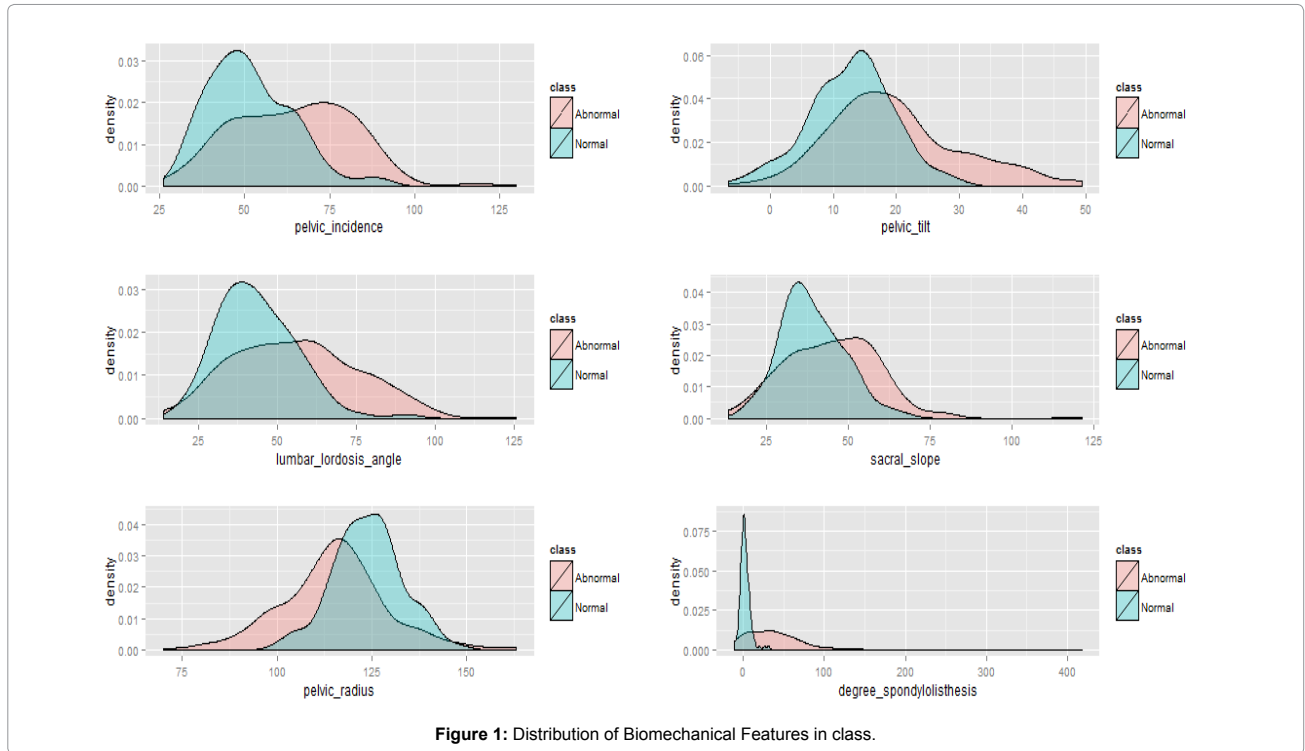 density
0.03
0.02
0.01
0.00
25
50
75
100
125
pelvic_incidence
class
Abnormal
Normal
density
0.06
0.04
0.02
0.00
0
10
20
30
40
50
pelvic_tilt
class
Abnormal
Normal
density
0.03
0.02
0.01
0.00
25
50
75
100
125
lumbar_lordosis_angle
class
Abnormal
Normal
density
0.04
0.03
0.02
0.01
0.00
25
50
75
100
125
sacral_slope
class
Abnormal
Normal
density
0.04
0.03
0.02
0.01
0.00
75
100
125
150
pelvic_radius
class
Abnormal
Normal
density
0.075
0.050
0.025
0.000
0
100
200
300
400
degree_spondylolisthesis
class
Abnormal
Normal
Figure 1: Distribution of Biomechanical Features in class.